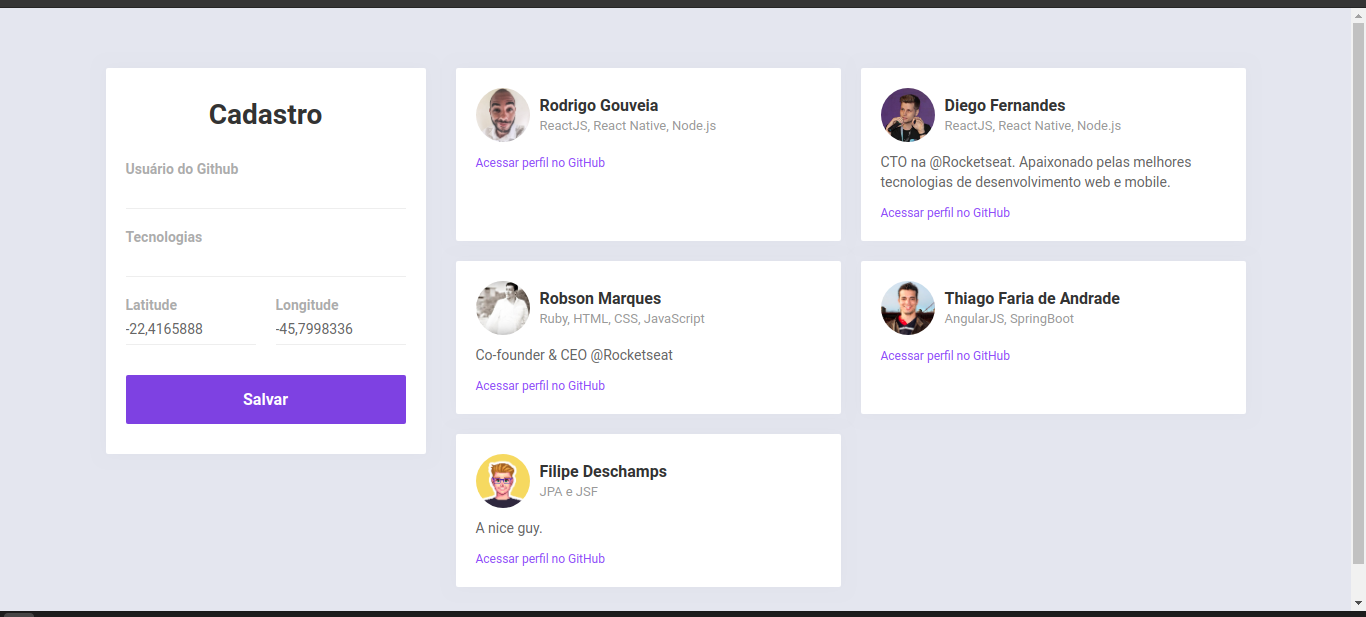 Cadastro
Usuário do Github
Tecnologias
Latitude
Longitude
-22,4165888
-45,7998336
Salvar
Rodrigo Gouveia
ReactJS, React Native, Node.js
Acessar perfil no GitHub
Diego Fernandes
ReactJS, React Native, Node.js
CTO na @Rocketseat. Apaixonado pelas melhores
tecnologias de desenvolvimento web e mobile.
Acessar perfil no GitHub
Robson Marques
Ruby, HTML, CSS, JavaScript
Co-founder & CEO @Rocketseat
Acessar perfil no GitHub
Thiago Faria de Andrade
AngularJS, SpringBoot
Acessar perfil no GitHub
Filipe Deschamps
JPA e JSF
A nice guy.
Acessar perfil no GitHub